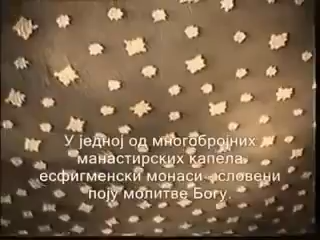 У једној од многобројних
манастирских капела
есфигменски монаси - словени
поју молитве Богу.